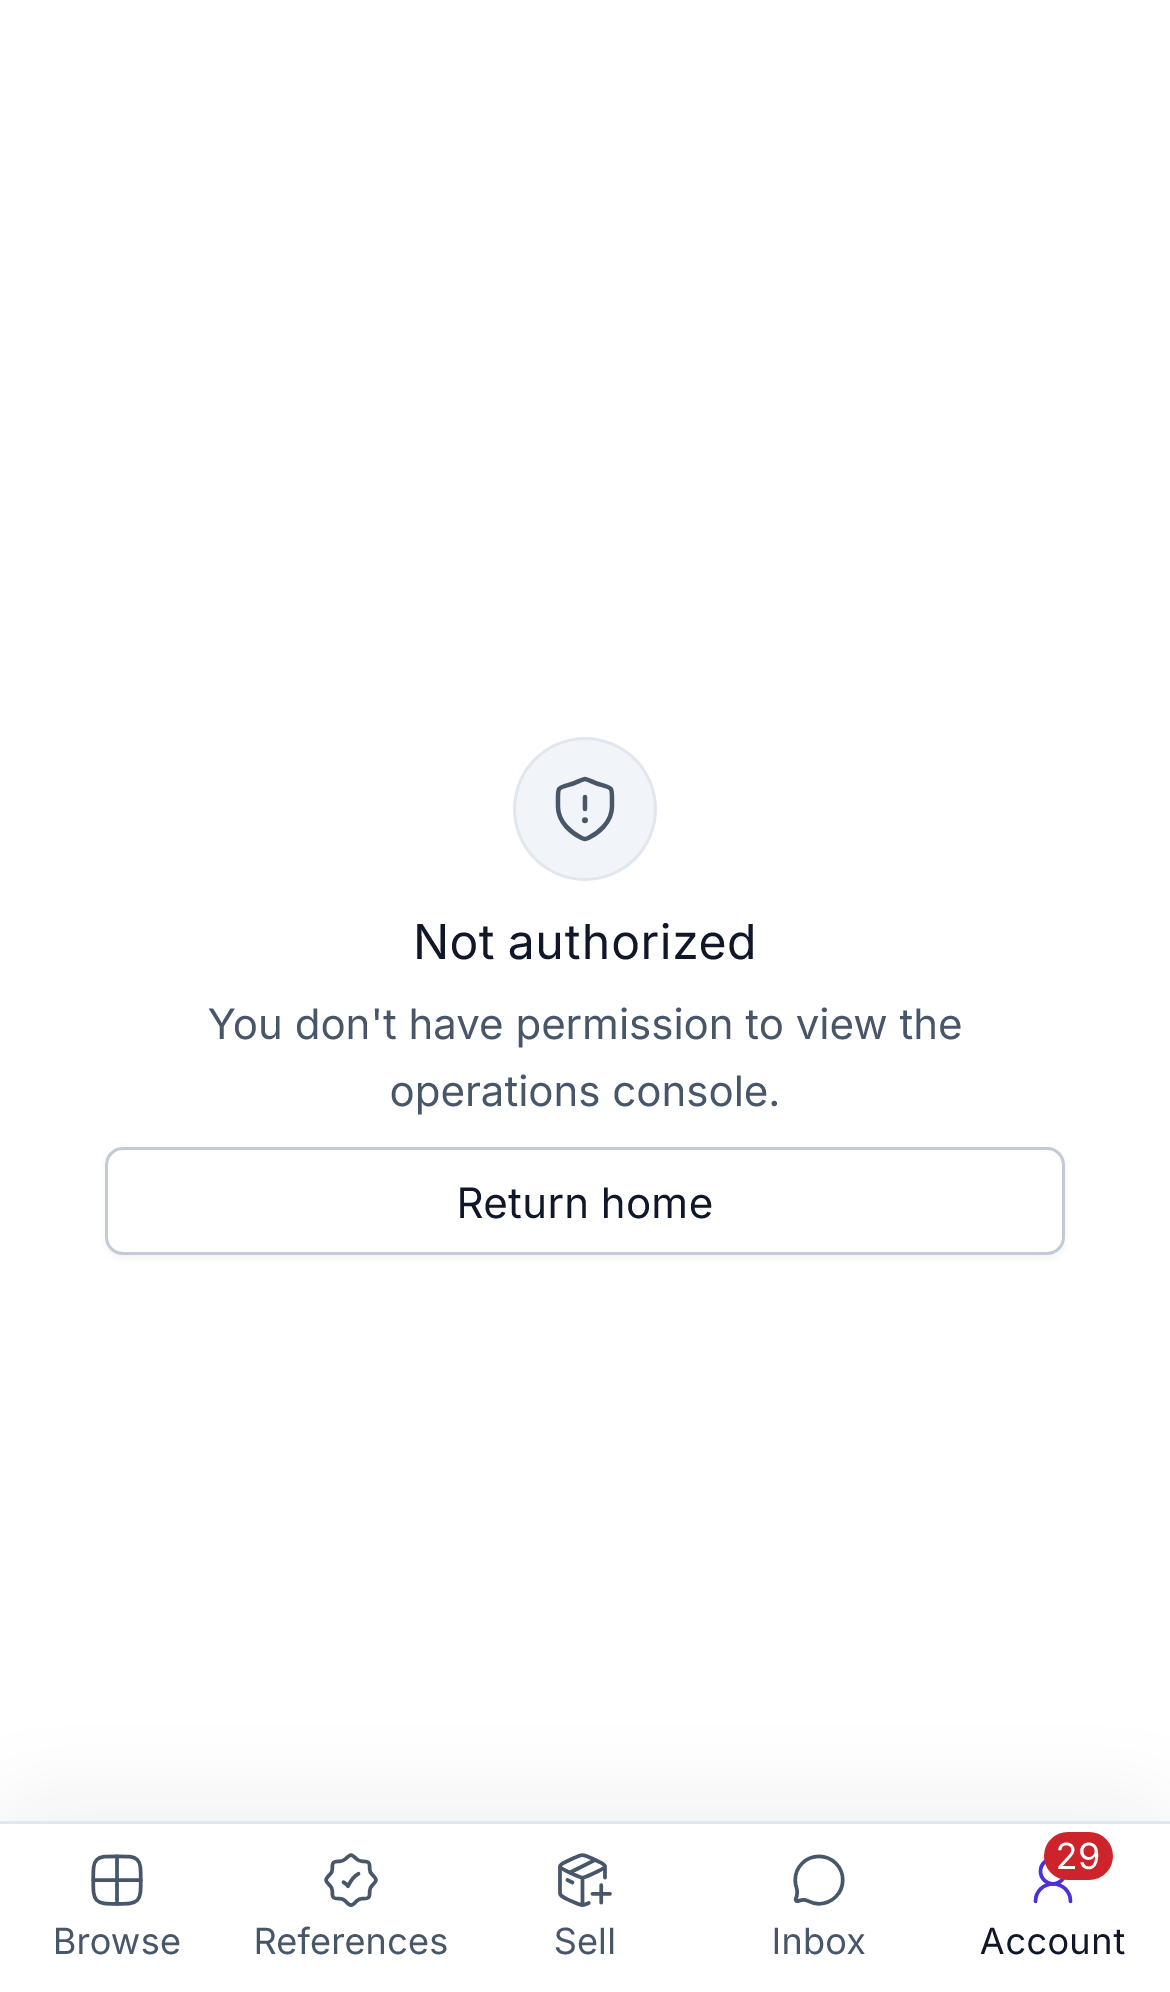 Not authorized
You don't have permission to view the
operations console.
Return home
29
Browse
References
Sell
Inbox
Account